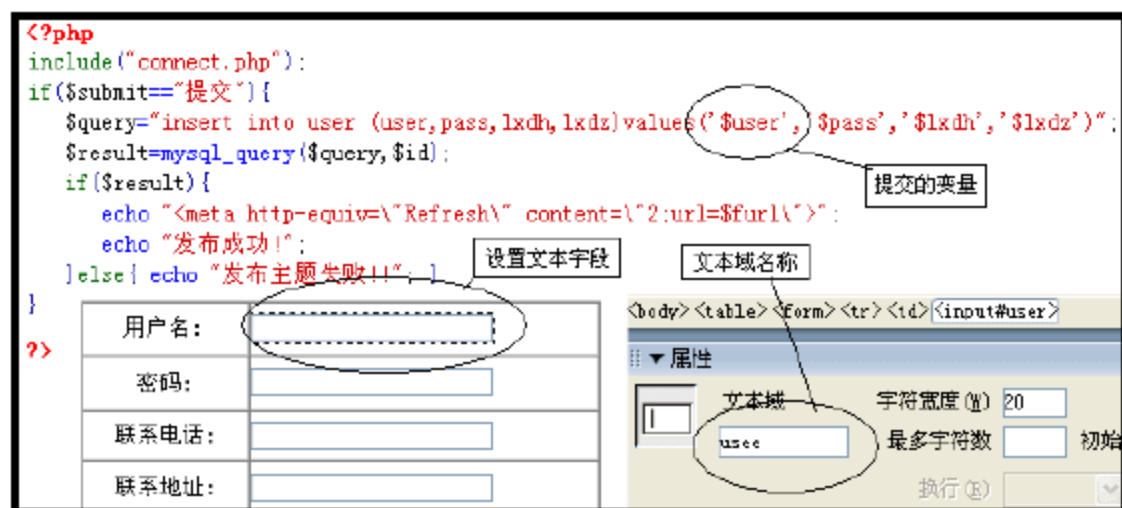 <?php
include("connect.php");
if($submit=="提交"){
$query="insert into user (user,pass,lxdh,lxdz)values('$user','$pass','$lxdh','$lxdz')";
$result=mysql_query($query,$id);
提交的变量
if($result){
echo "<meta http-equiv=\"Refresh\" content=\"2;url=$furl\">";
echo "发布成功!";
设置文本字段
文本域名称
}else{ echo "发布主题失败!!"; }
}
?>
用户名：
密码：
联系电话：
联系地址：
<body><table><form><tr><td><input#user>
▼ 属性
文本域
字符宽度(W) 20
usee
最多字符数
初始
换行(R)